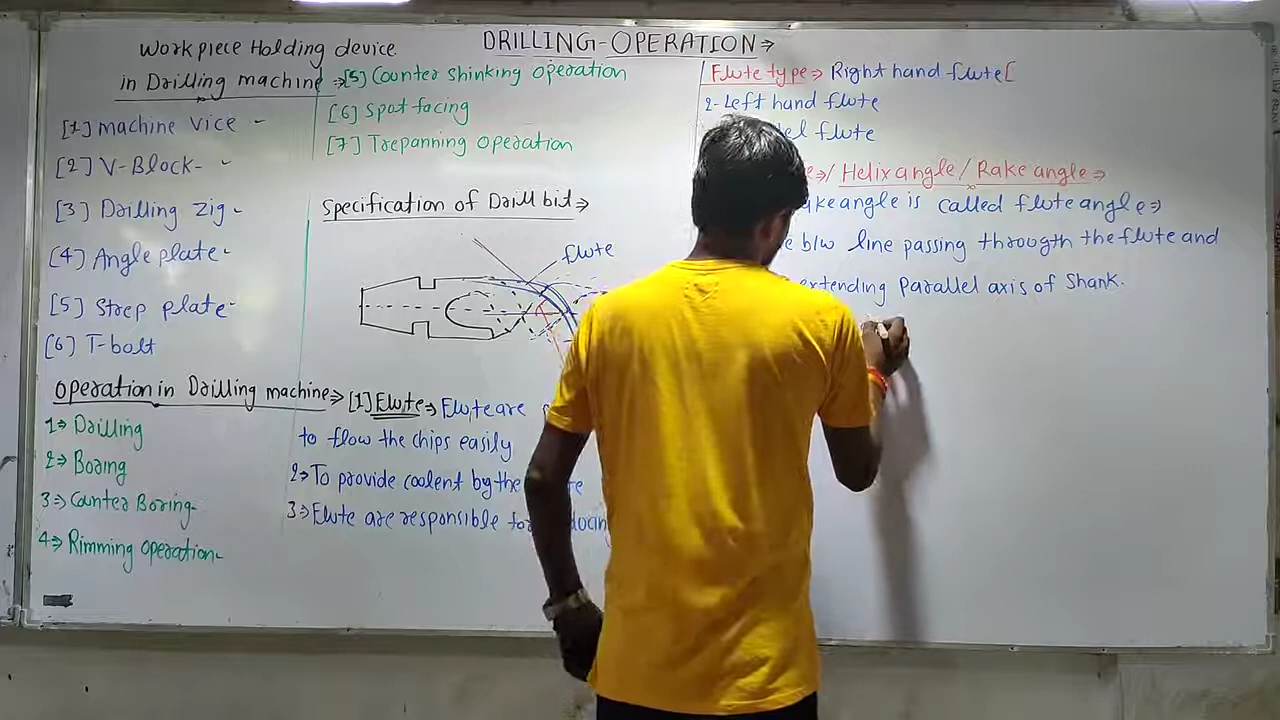 DRILLING-OPERATION⇒
Workpiece Holding device
in Drilling machine ⇒
[1] machine vice -
[2] V-Block-
[3] Drilling Zig-
[4] Angle plate-
[5] Strep plate-
[6] T-bolt
Operation in Drilling machine⇒
1⇒ Drilling
2⇒ Boring
3⇒ Counter Boring-
4⇒ Rimming Operation-
[5] Counter shinking operation
[6] Spot facing
[7] Trepanning Operation
Specification of Drill bit⇒
flute
[1] Flute⇒ Flute are
to flow the chips easily
2⇒ To provide coolent by the
3⇒ Flute are responsible for
Flute type⇒ Right hand flute[
2- Left hand flute
flute
/ Helix angle / Rake angle⇒
angle is called flute angle⇒
b/w line passing througth the flute and
extending Parallel axis of Shank.